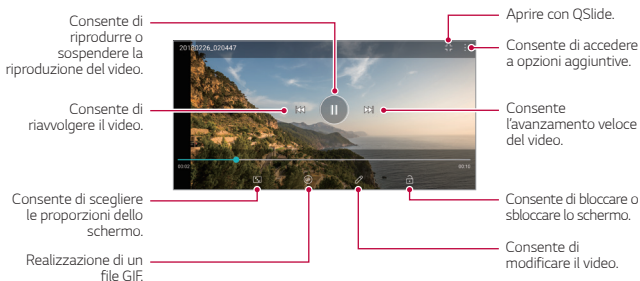 Consente di
riprodurre o
sospendere la
riproduzione del video.
Consente di
riavvolgere il video.
Consente di scegliere
le proporzioni dello
schermo.
Realizzazione di un
file GIF.
20180226_020447
00:02
00:10
Aprire con QSlide.
Consente di accedere
a opzioni aggiuntive.
Consente
l'avanzamento veloce
del video.
Consente di bloccare o
sbloccare lo schermo.
Consente di
modificare il video.